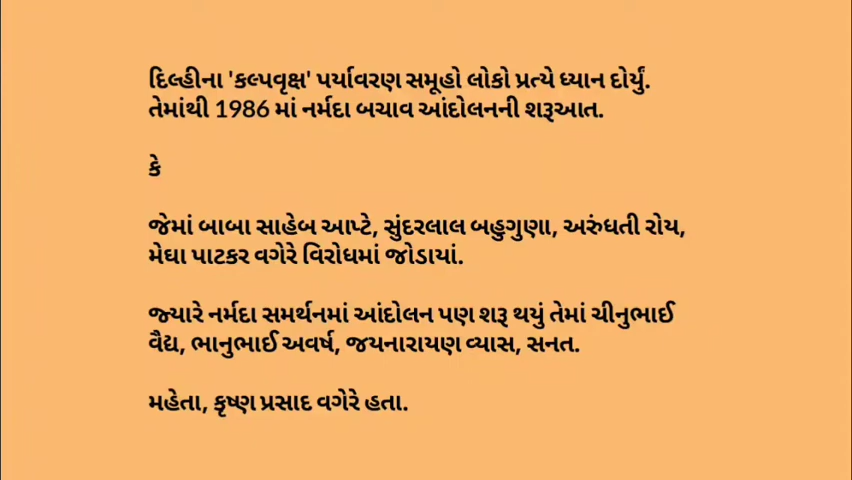 દિલ્હીના 'કલ્પવૃક્ષ' પર્યાવરણ સમૂહો લોકો પ્રત્યે ધ્યાન દોર્યું.
તેમાંથી 1986 માં નર્મદા બચાવ આંદોલનની શરૂઆત.
કે
જેમાં બાબા સાહેબ આપ્ટે, સુંદરલાલ બહુગુણા, અરુંધતી રોય,
મેધા પાટકર વગેરે વિરોધમાં જોડાયાં.
જ્યારે નર્મદા સમર્થનમાં આંદોલન પણ શરૂ થયું તેમાં ચીનુભાઈ
વૈદ્ય, ભાનુભાઈ અવર્ષ, જયનારાયણ વ્યાસ, સનત.
મહેતા, કૃષ્ણ પ્રસાદ વગેરે હતા.